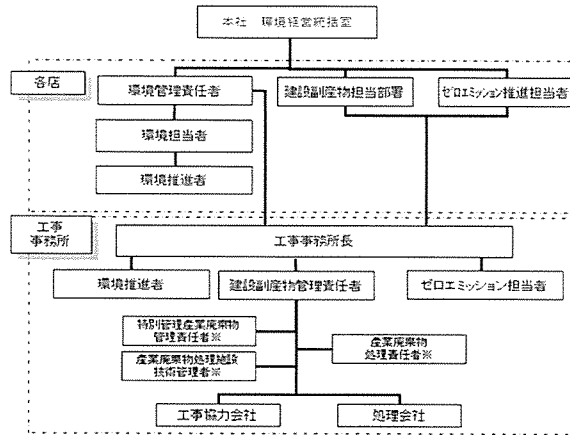 本社 環境経営統括室
各店
環境管理責任者
建設副産物担当部署
ゼロエミッション推進担当者
環境担当者
環境推進者
工事
事務所
工事事務所長
環境推進者
建設副産物管理責任者
ゼロエミッション担当者
特別管理産業廃棄物
管理責任者※
産業廃棄物
処理責任者※
産業廃棄物処理施設
技術管理者※
工事協力会社
処理会社